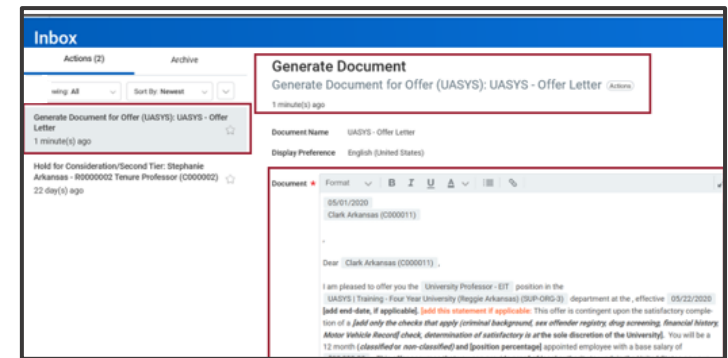 Inbox
Actions (2)
Archive
wing: All
Sort By: Newest
Generate Document for Offer (UASYS): UASYS - Offer
Letter
1 minute(s) ago
Hold for Consideration/Second Tier: Stephanie
Arkansas - R0000002 Tenure Professor (C000002)
22 day(s) ago
Generate Document
Generate Document for Offer (UASYS): UASYS - Offer Letter Actions
1 minute(s) ago
Document Name UASYS - Offer Letter
Display Preference English (United States)
Document * Format B I U A
05/01/2020
Clark Arkansas (C000011)
,
Dear Clark Arkansas (C000011) ,
I am pleased to offer you the University Professor - EIT position in the
UASYS | Training - Four Year University (Reggie Arkansas) (SUP-ORG-3) department at the , effective 05/22/2020
[add end-date, if applicable]. [add this statement if applicable: This offer is contingent upon the satisfactory comple-
tion of a [add only the checks that apply (criminal background, sex offender registry, drug screening, financial history,
Motor Vehicle Record] check, determination of satisfactory is at the sole discretion of the University]. You will be a
12 month (classified or non-classified) and [position percentage] appointed employee with a base salary of